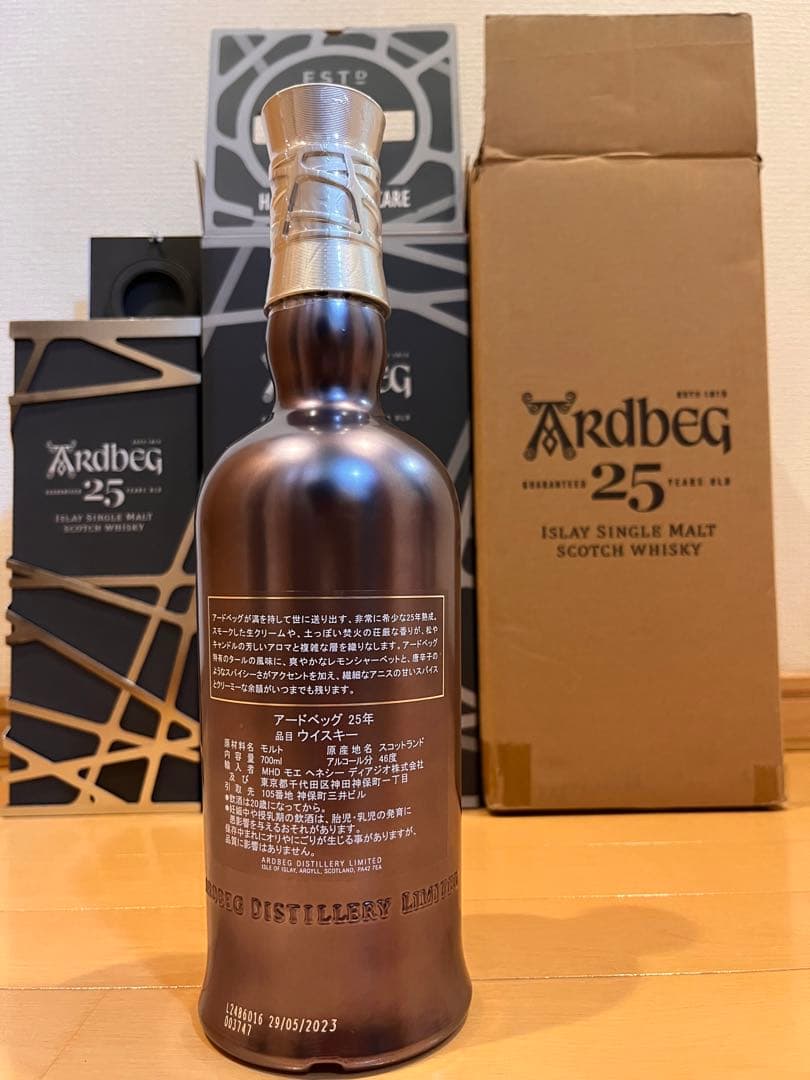 ESTD
CARE
ARDBEG
ESTD 1815
ARDBEG
GUARANTEED 25 YEARS OLD
ISLAY SINGLE MALT
SCOTCH WHISKY
ESTD 1815
ARDBEG
GUARANTEED 25 YEARS OLD
ISLAY SINGLE MALT
SCOTCH WHISKY
アードベッグが満を持して世に送り出す、非常に希少な25年熟成。
スモークした生クリームや、土っぽい焚火の荘厳な香りが、松や
キャンドルの芳しいアロマと複雑な層を織りなします。アードベッグ
特有のタールの風味に、爽やかなレモンシャーベットと、唐辛子の
ようなスパイシーさがアクセントを加え、繊細なアニスの甘いスパイス
とクリーミーな余韻がいつまでも残ります。
アードベッグ 25年
品目 ウイスキー
原材料名 モルト 原産地名 スコットランド
内容量 700ml アルコール分 46度
輸入者 MHD モエ ヘネシー ディアジオ株式会社
及び 東京都千代田区神田神保町一丁目
引取先 105番地 神保町三井ビル
●飲酒は20歳になってから。
●妊娠中や授乳期の飲酒は、胎児・乳児の発育に
悪影響を与えるおそれがあります。
保存中まれにオリやにごりが生じる事がありますが、
品質に影響はありません。
ARDBEG DISTILLERY LIMITED
ISLE OF ISLAY, ARGYLL, SCOTLAND, PA42 7EA
ARDBEG DISTILLERY LIMITED
L2486016 29/05/2023
003747